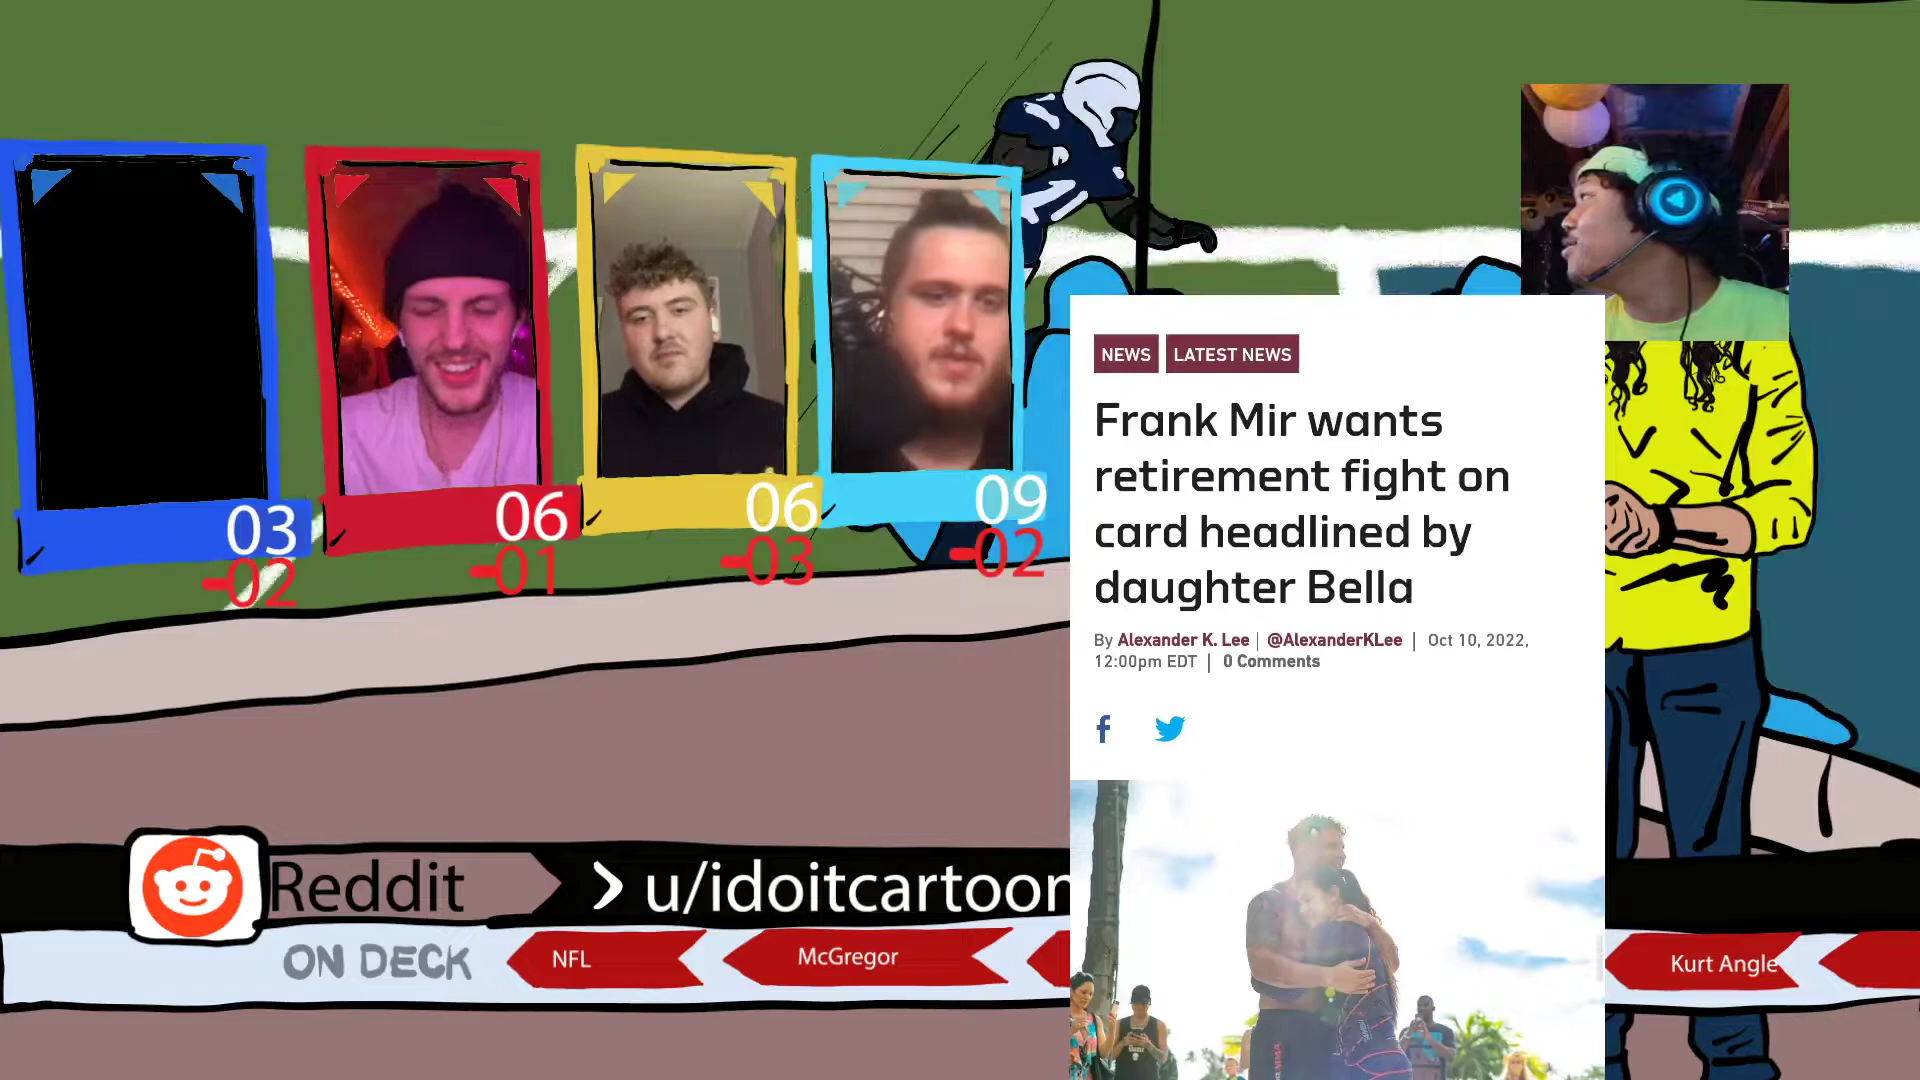 03
-02
06
-01
06
-03
09
-02
NEWS LATEST NEWS
Frank Mir wants
retirement fight on
card headlined by
daughter Bella
By Alexander K. Lee | @AlexanderKLee | Oct 10, 2022,
12:00pm EDT | 0 Comments
Reddit u/idoitcartoon
ON DECK NFL McGregor Kurt Angle